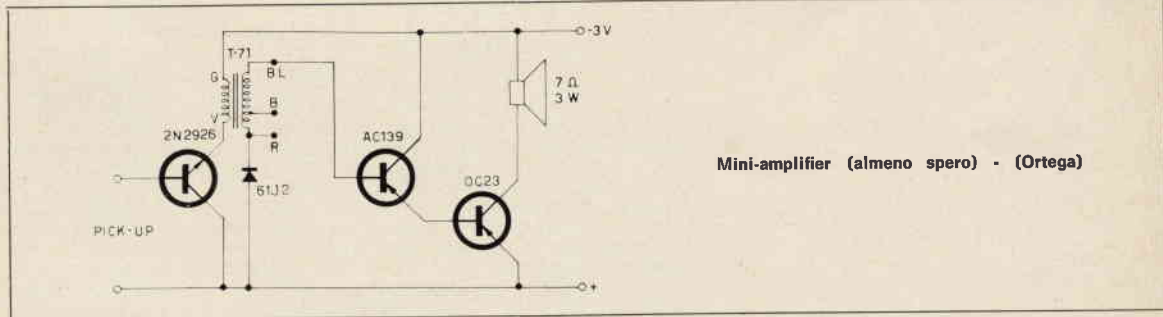 -3V
T-71
G
BL
7 Ω
3 W
B
V
2N2926
R
AC139
OC23
61J2
Mini-amplifier (almeno spero) - (Ortega)
PICK-UP
+